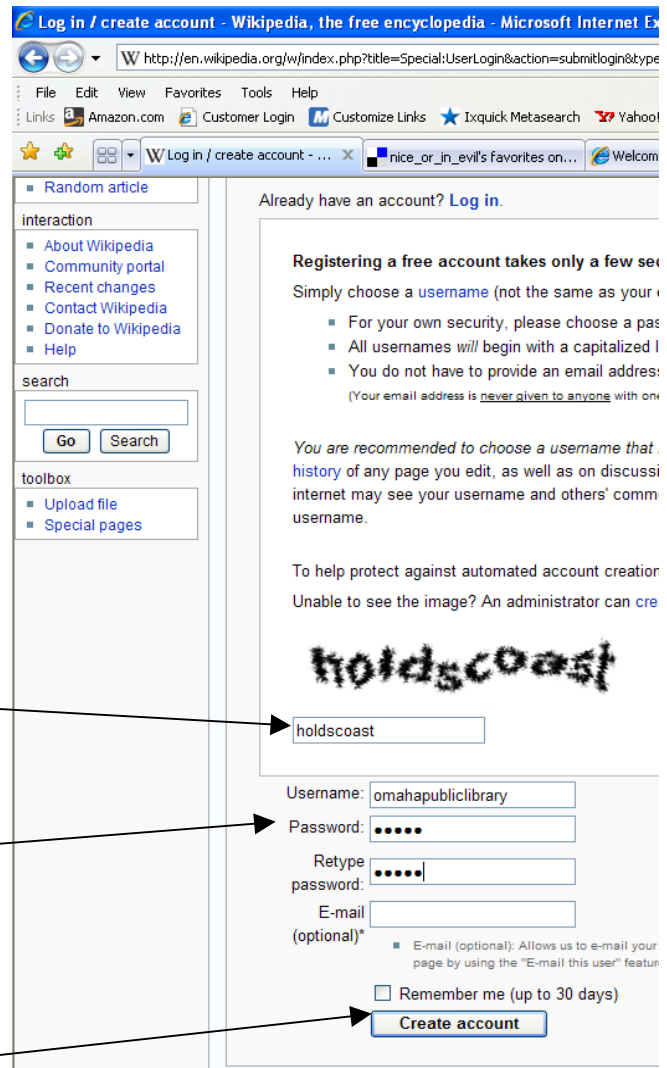 Log in / create account - Wikipedia, the free encyclopedia - Microsoft Internet Ex
W http://en.wikipedia.org/w/index.php?title=Special:UserLogin&action=submitlogin&type
File Edit View Favorites Tools Help
Links Amazon.com Customer Login Customize Links Ixquick Metasearch Yahoo!
W Log in / create account - ... X nice_or_in_evil's favorites on... Welcom
Random article
interaction
About Wikipedia
Community portal
Recent changes
Contact Wikipedia
Donate to Wikipedia
Help
search
Go Search
toolbox
Upload file
Special pages
Already have an account? Log in.
Registering a free account takes only a few sec
Simply choose a username (not the same as your e
For your own security, please choose a pas
All usernames will begin with a capitalized l
You do not have to provide an email address
(Your email address is never given to anyone with one
You are recommended to choose a username that
history of any page you edit, as well as on discussi
internet may see your username and others' comme
username.
To help protect against automated account creation
Unable to see the image? An administrator can crea
holdscoast
holdscoast
Username: omahapubliclibrary
Password: •••••
Retype
password: •••••
E-mail
(optional)*
E-mail (optional): Allows us to e-mail your
page by using the "E-mail this user" feature
Remember me (up to 30 days)
Create account